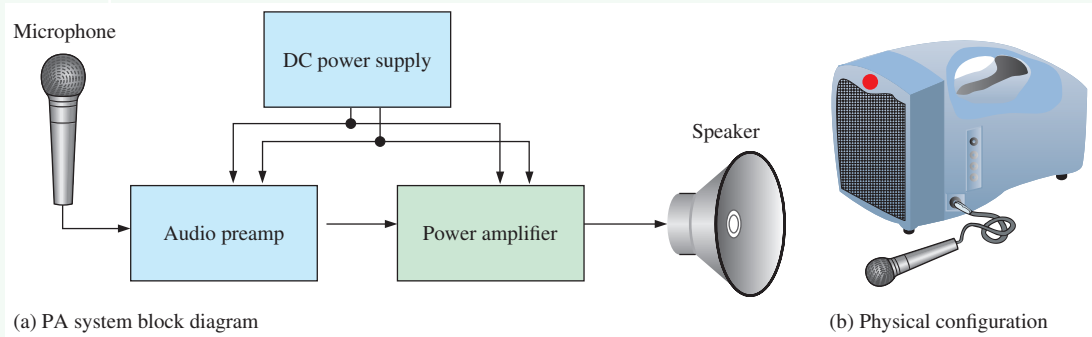 Microphone
DC power supply
Speaker
Audio preamp
Power amplifier
(a) PA system block diagram
(b) Physical configuration